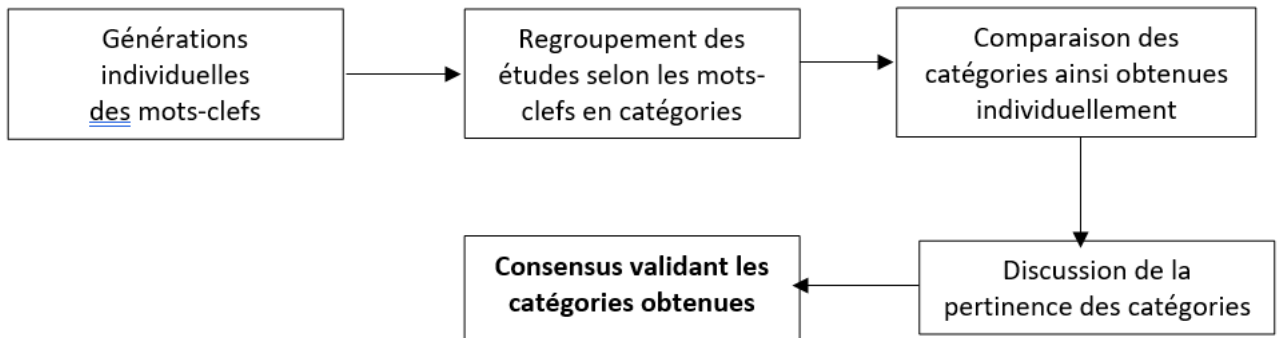 Générations
individuelles
des mots-clefs
Regroupement des
études selon les mots-
clefs en catégories
Comparaison des
catégories ainsi obtenues
individuellement
Discussion de la
pertinence des catégories
Consensus validant les
catégories obtenues